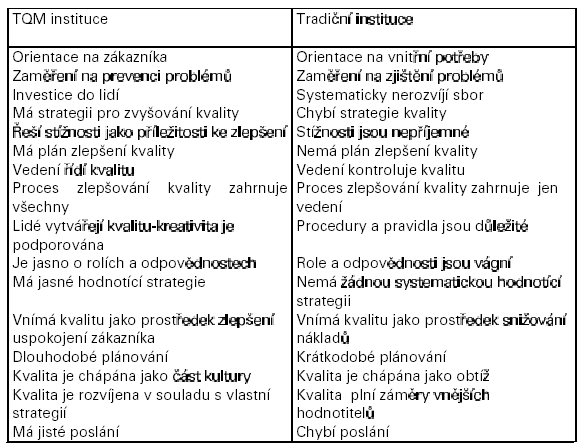 TQM instituce
Tradiční instituce
Orientace na zákazníka
Orientace na vnitřní potřeby
Zaměření na prevenci problémů
Zaměření na zjištění problémů
Investice do lidí
Systematicky nerozvíjí sbor
Má strategii pro zvyšování kvality
Chybí strategie kvality
Řeší stížnosti jako příležitosti ke zlepšení
Stížnosti jsou nepříjemné
Má plán zlepšení kvality
Nemá plán zlepšení kvality
Vedení řídí kvalitu
Vedení kontroluje kvalitu
Proces zlepšování kvality zahrnuje
všechny
Proces zlepšování kvality zahrnuje jen
vedení
Lidé vytvářejí kvalitu-kreativita je
podporována
Procedury a pravidla jsou důležité
Je jasno o rolích a odpovědnostech
Role a odpovědnosti jsou vágní
Má jasné hodnotící strategie
Nemá žádnou systematickou hodnotící
strategii
Vnímá kvalitu jako prostředek zlepšení
uspokojení zákazníka
Vnímá kvalitu jako prostředek snižování
nákladů
Dlouhodobé plánování
Krátkodobé plánování
Kvalita je chápána jako část kultury
Kvalita je chápána jako obtíž
Kvalita je rozvíjena v souladu s vlastní
strategií
Kvalita plní záměry vnějších
hodnotitelů
Má jisté poslání
Chybí poslání